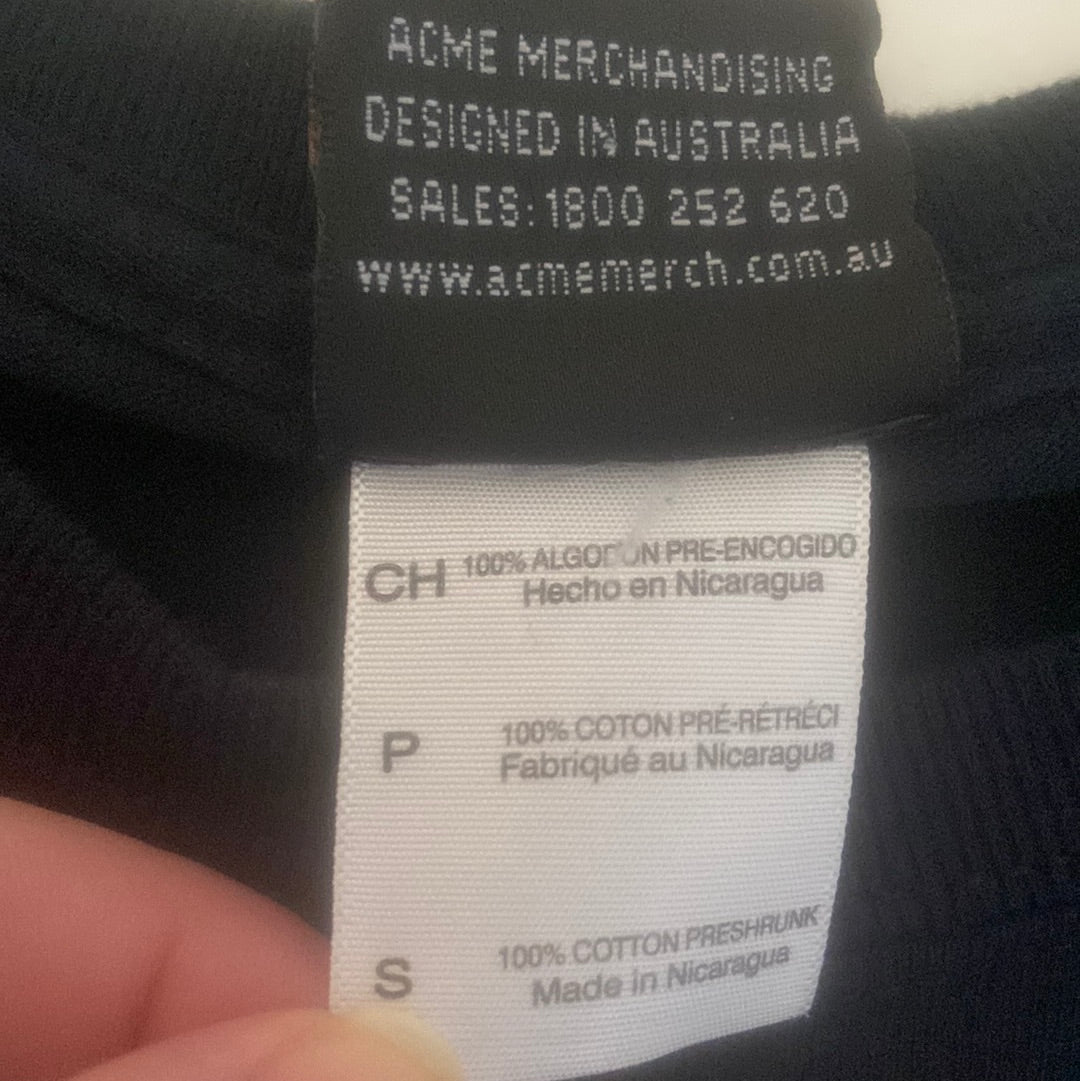 ACME MERCHANDISING
DESIGNED IN AUSTRALIA
SALES: 1800 252 620
www.acmemerch.com.au
CH 100% ALGODON PRE-ENCOGIDO
Hecho en Nicaragua
P 100% COTON PRÉ-RÉTRÉCI
Fabriqué au Nicaragua
S 100% COTTON PRESHRUNK
Made in Nicaragua